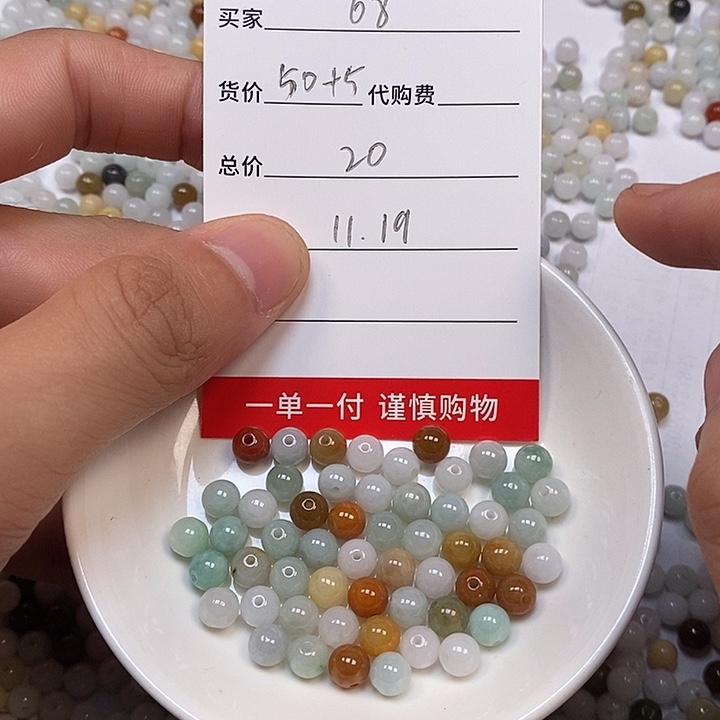 买家 68
货价 50+5 代购费
总价 20
11.19
一单一付 谨慎购物